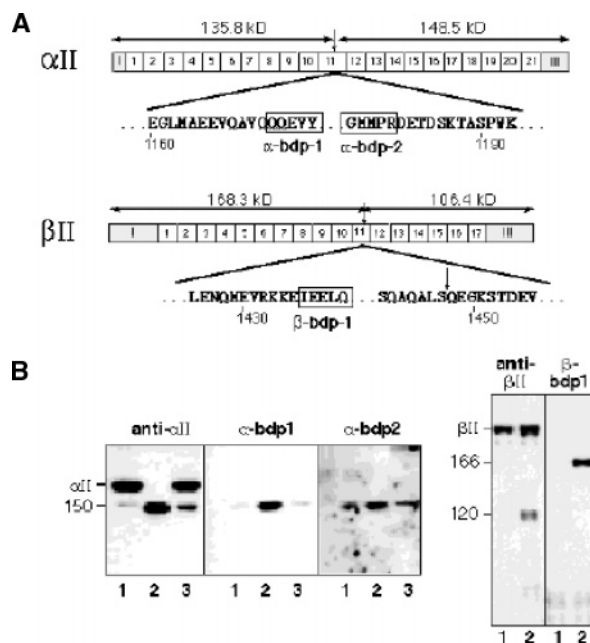 A
135.8 kD 148.5 kD
αII I 1 2 3 4 5 6 7 8 9 10 11 12 13 14 15 16 17 18 19 20 21 III
...EGLMAEEVQAVQQQEVY...GMMPRDETDSKTASPWK...
1160 α-bdp-1 α-bdp-2 1190
168.3 kD 106.4 kD
βII I 1 2 3 4 5 6 7 8 9 10 11 12 13 14 15 16 17 III
...LENQMEVRKKEIEELQ...SQAQALSQEGKSTDEV...
1430 β-bdp-1 1450
B
anti-αII α-bdp1 α-bdp2
anti-βII β-bdp1
αII
150
βII
166
120
1 2 3 1 2 3 1 2 3
1 2 1 2